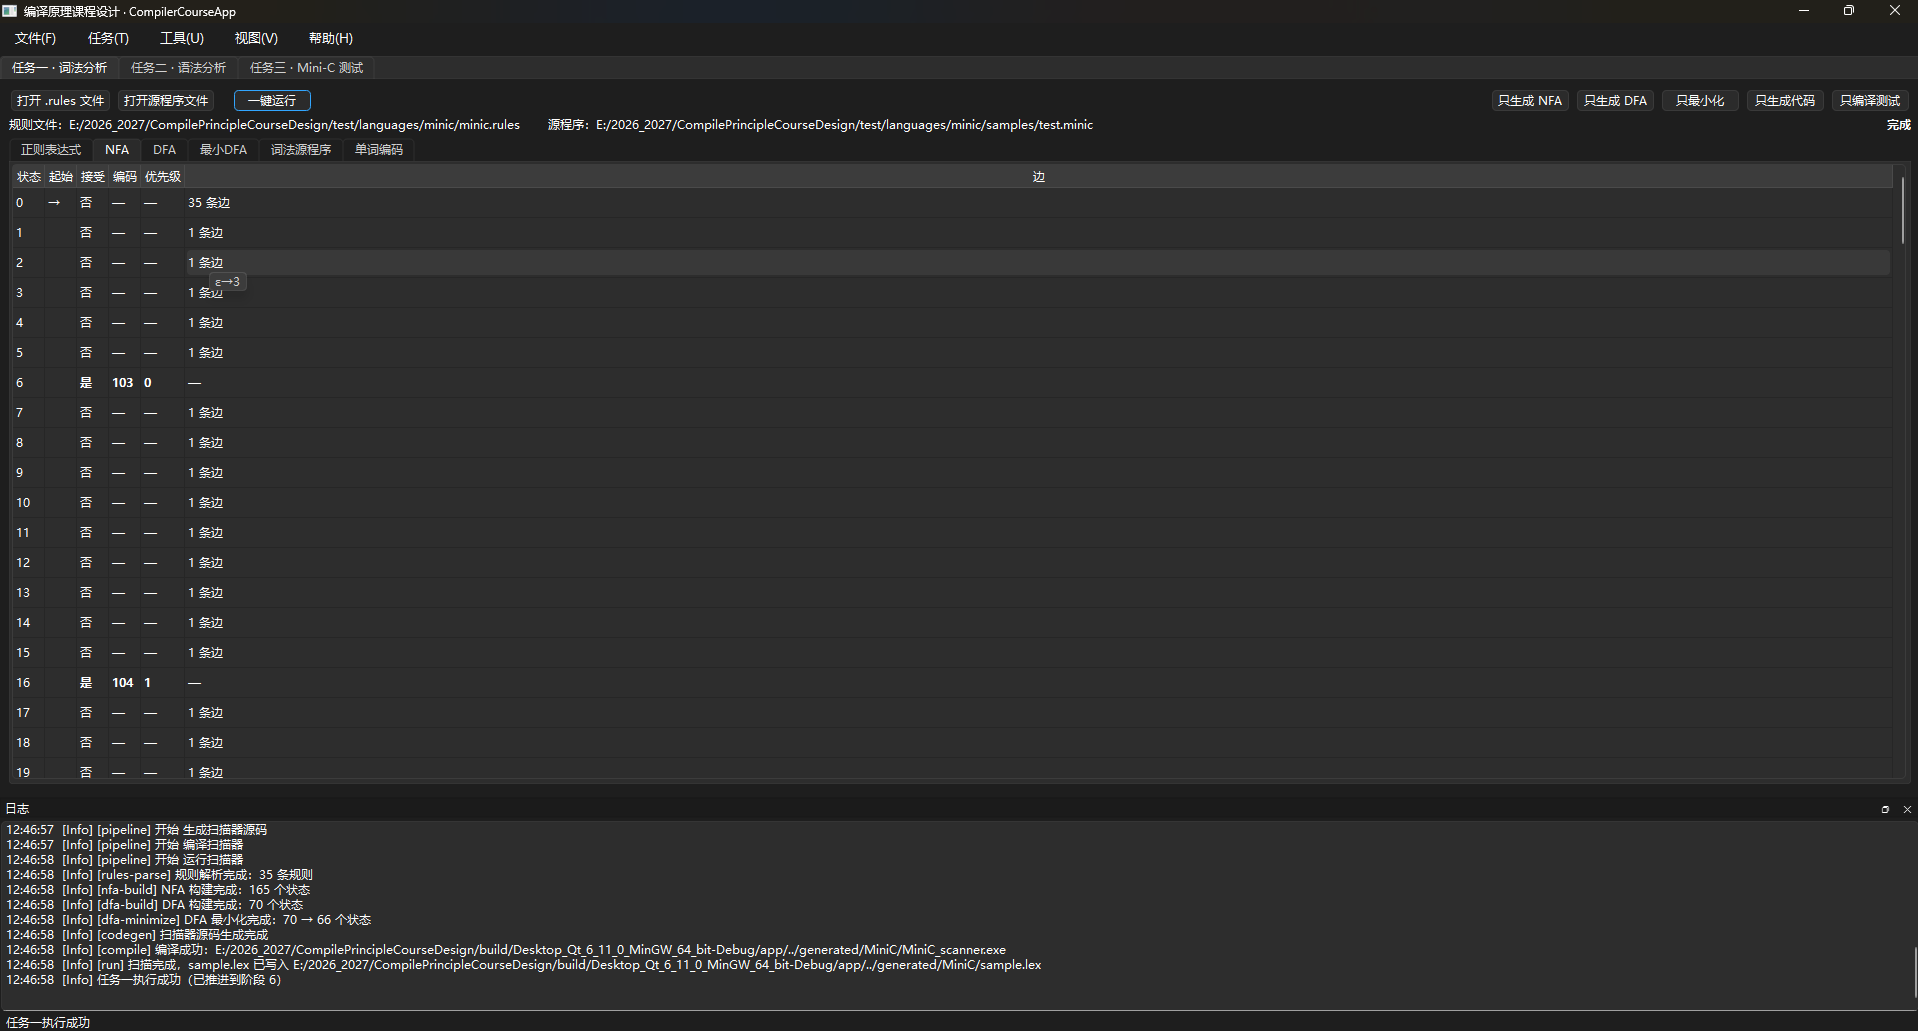 编译原理课程设计 · CompilerCourseApp
文件(F) 任务(T) 工具(U) 视图(V) 帮助(H)
任务一 · 词法分析 任务二 · 语法分析 任务三 · Mini-C 测试
打开 .rules 文件 打开源程序文件 一键运行 只生成 NFA 只生成 DFA 只最小化 只生成代码 只编译测试
规则文件：E:/2026_2027/CompilePrincipleCourseDesign/test/languages/minic/minic.rules 源程序：E:/2026_2027/CompilePrincipleCourseDesign/test/languages/minic/samples/test.minic 完成
正则表达式 NFA DFA 最小DFA 词法源程序 单词编码
状态 起始 接受 编码 优先级 边
0 → 否 — — 35 条边
1 否 — — 1 条边
2 否 — — 1 条边
ε→3
3 否 — — 1 条边
4 否 — — 1 条边
5 否 — — 1 条边
6 是 103 0 —
7 否 — — 1 条边
8 否 — — 1 条边
9 否 — — 1 条边
10 否 — — 1 条边
11 否 — — 1 条边
12 否 — — 1 条边
13 否 — — 1 条边
14 否 — — 1 条边
15 否 — — 1 条边
16 是 104 1 —
17 否 — — 1 条边
18 否 — — 1 条边
19 否 — — 1 条边
日志
12:46:57 [Info] [pipeline] 开始 生成扫描器源码
12:46:57 [Info] [pipeline] 开始 编译扫描器
12:46:58 [Info] [pipeline] 开始 运行扫描器
12:46:58 [Info] [rules-parse] 规则解析完成：35 条规则
12:46:58 [Info] [nfa-build] NFA 构建完成：165 个状态
12:46:58 [Info] [dfa-build] DFA 构建完成：70 个状态
12:46:58 [Info] [dfa-minimize] DFA 最小化完成：70 → 66 个状态
12:46:58 [Info] [codegen] 扫描器源码生成完成
12:46:58 [Info] [compile] 编译成功：E:/2026_2027/CompilePrincipleCourseDesign/build/Desktop_Qt_6_11_0_MinGW_64_bit-Debug/app/../generated/MiniC/MiniC_scanner.exe
12:46:58 [Info] [run] 扫描完成，sample.lex 已写入 E:/2026_2027/CompilePrincipleCourseDesign/build/Desktop_Qt_6_11_0_MinGW_64_bit-Debug/app/../generated/MiniC/sample.lex
12:46:58 [Info] 任务一执行成功（已推进到阶段 6）
任务一执行成功